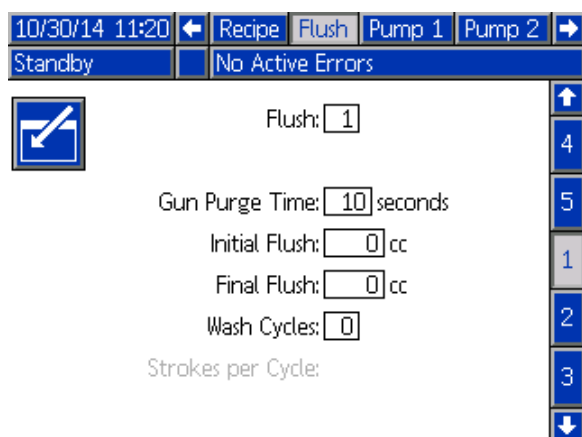 10/30/14 11:20 Recipe Flush Pump 1 Pump 2
Standby No Active Errors
Flush: 1
4
Gun Purge Time: 10 seconds
5
Initial Flush: 0 cc
1
Final Flush: 0 cc
Wash Cycles: 0
2
Strokes per Cycle:
3